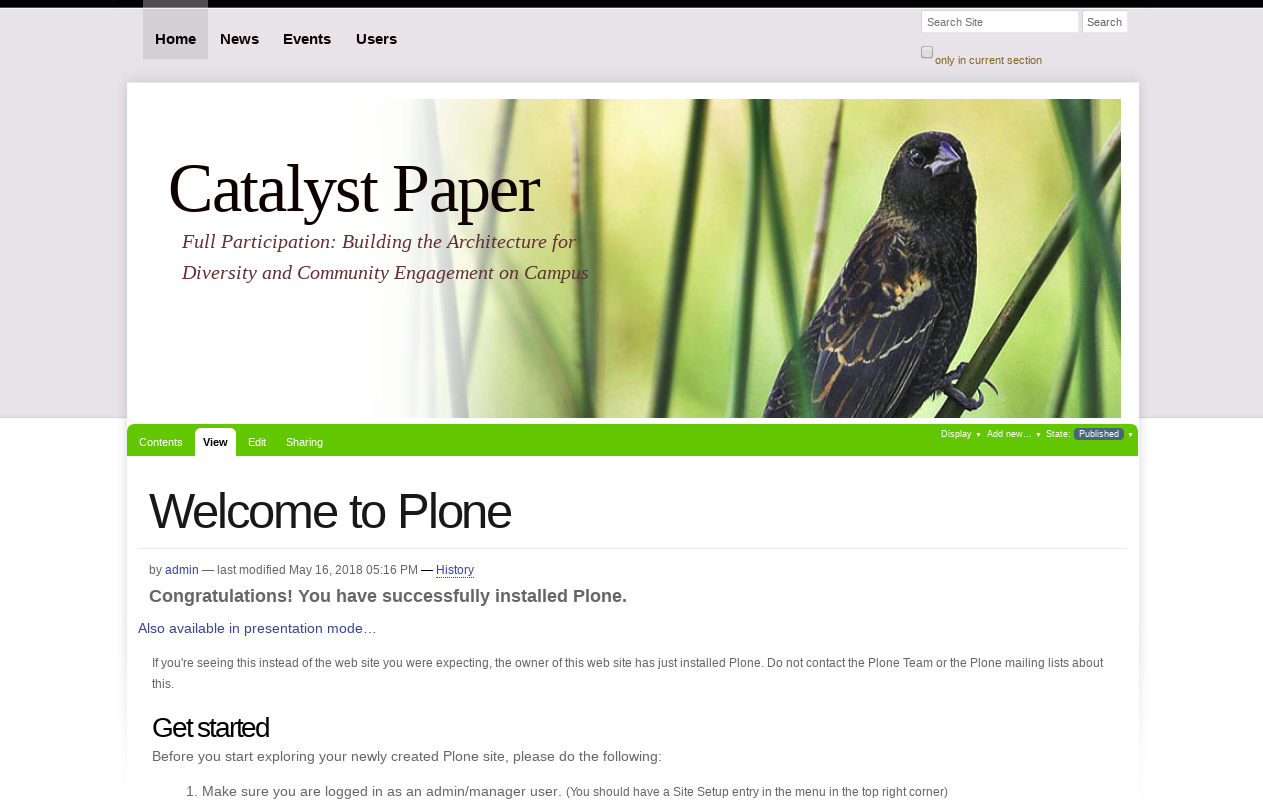 Home News Events Users
Search Site Search
only in current section
Catalyst Paper
Full Participation: Building the Architecture for
Diversity and Community Engagement on Campus
Contents View Edit Sharing
Display ▼ Add new… ▼ State: Published ▼
Welcome to Plone
by admin — last modified May 16, 2018 05:16 PM — History
Congratulations! You have successfully installed Plone.
Also available in presentation mode…
If you're seeing this instead of the web site you were expecting, the owner of this web site has just installed Plone. Do not contact the Plone Team or the Plone mailing lists about
this.
Get started
Before you start exploring your newly created Plone site, please do the following:
1. Make sure you are logged in as an admin/manager user. (You should have a Site Setup entry in the menu in the top right corner)